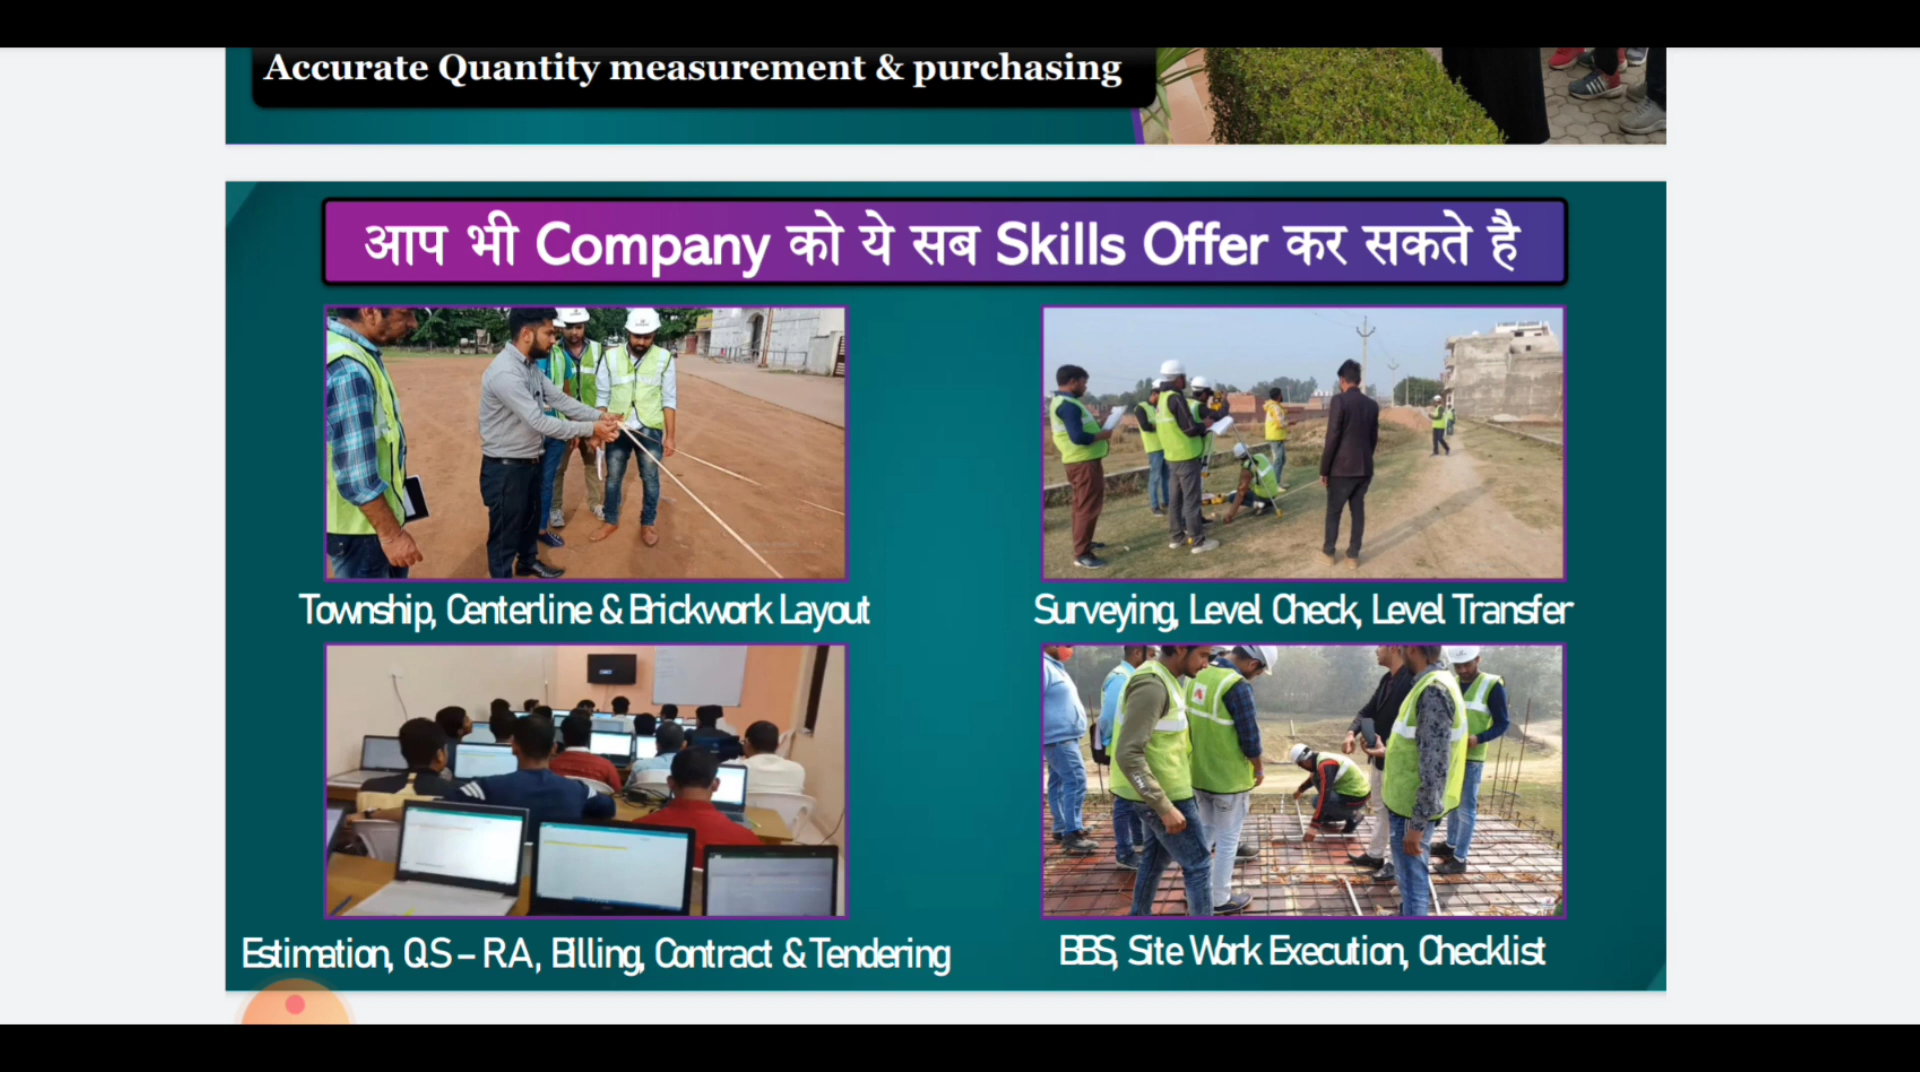 Accurate Quantity measurement & purchasing
आप भी Company को ये सब Skills Offer कर सकते है
Township, Centerline & Brickwork Layout
Surveying, Level Check, Level Transfer
Estimation, QS – RA, Billing, Contract & Tendering
BBS, Site Work Execution, Checklist